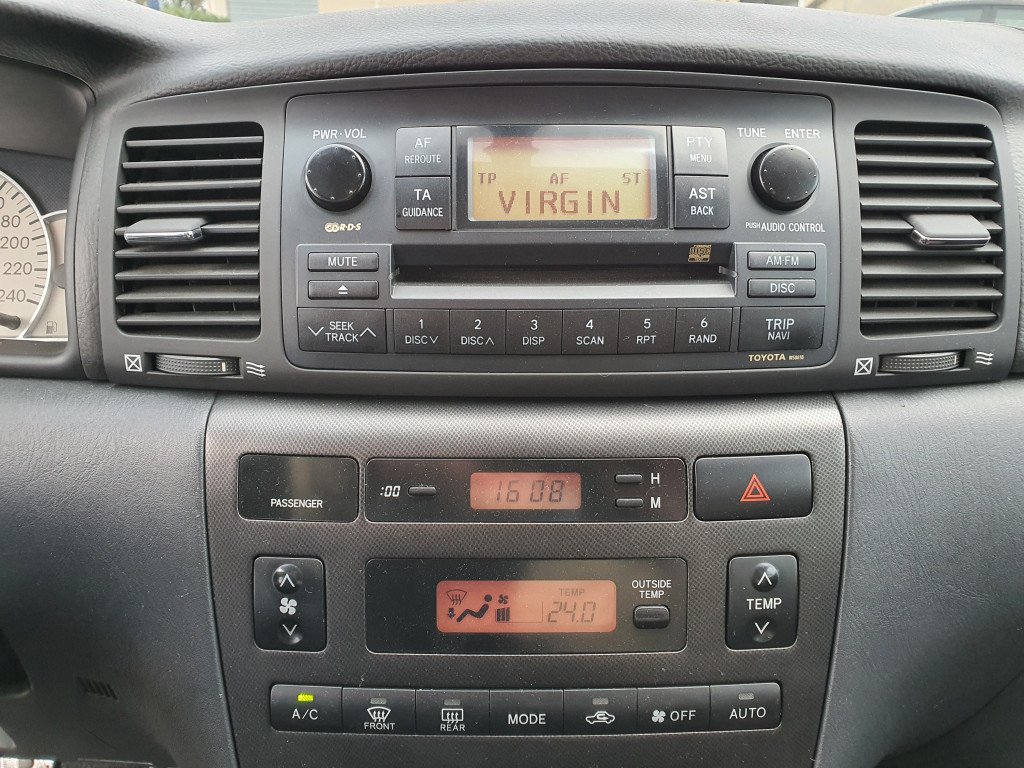 PWR·VOL
AF
REROUTE
TA
GUIDANCE
R·D·S
TP AF ST
VIRGIN
PTY
MENU
AST
BACK
TUNE ENTER
PUSH AUDIO CONTROL
MUTE
AM·FM
DISC
SEEK
TRACK
1
DISC
2
DISC
3
DISP
4
SCAN
5
RPT
6
RAND
TRIP
NAVI
TOYOTA
80
200
220
240
PASSENGER
:00
16 08
H
M
TEMP
24.0
OUTSIDE
TEMP
TEMP
A/C
FRONT
REAR
MODE
OFF
AUTO